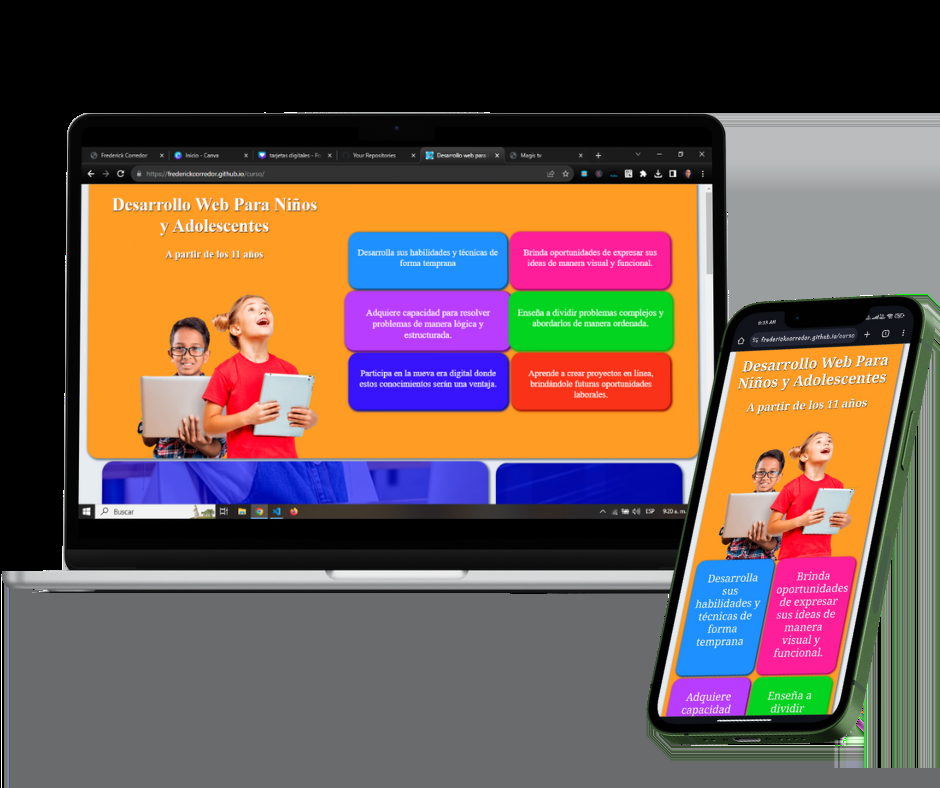 Frederick Corredor
Inicio - Canva
tarjetas digitales - Fo
Your Repositories
Desarrollo web para
Magis tv
https://frederickcorredor.github.io/curso/
Desarrollo Web Para Niños
y Adolescentes
A partir de los 11 años
Desarrolla sus habilidades y técnicas de
forma temprana
Brinda oportunidades de expresar sus
ideas de manera visual y funcional.
Adquiere capacidad para resolver
problemas de manera lógica y
estructurada.
Enseña a dividir problemas complejos y
abordarlos de manera ordenada.
Participa en la nueva era digital donde
estos conocimientos serán una ventaja.
Aprende a crear proyectos en línea,
brindándole futuras oportunidades
laborales.
Buscar
ESP
9:20 a. m.
frederickcorredor.github.io/curso
Desarrollo Web Para
Niños y Adolescentes
A partir de los 11 años
Desarrolla
sus
habilidades y
técnicas de
forma
temprana
Brinda
oportunidades
de expresar
sus ideas de
manera
visual y
funcional.
Adquiere
capacidad
Enseña a
dividir